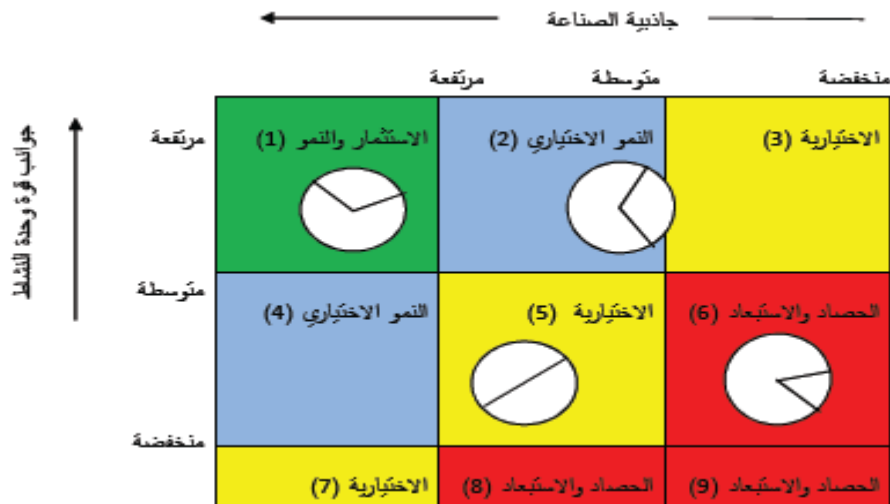 جاذبية الصناعة
منخفضة
متوسطة
مرتفعة
جوانب قوة وحدة النشاط
مرتفعة
الاختيارية (3)
النمو الاختياري (2)
الاستثمار والنمو (1)
متوسطة
الحصاد والاستبعاد (6)
الاختيارية (5)
النمو الاختياري (4)
منخفضة
الحصاد والاستبعاد (9)
الحصاد والاستبعاد (8)
الاختيارية (7)